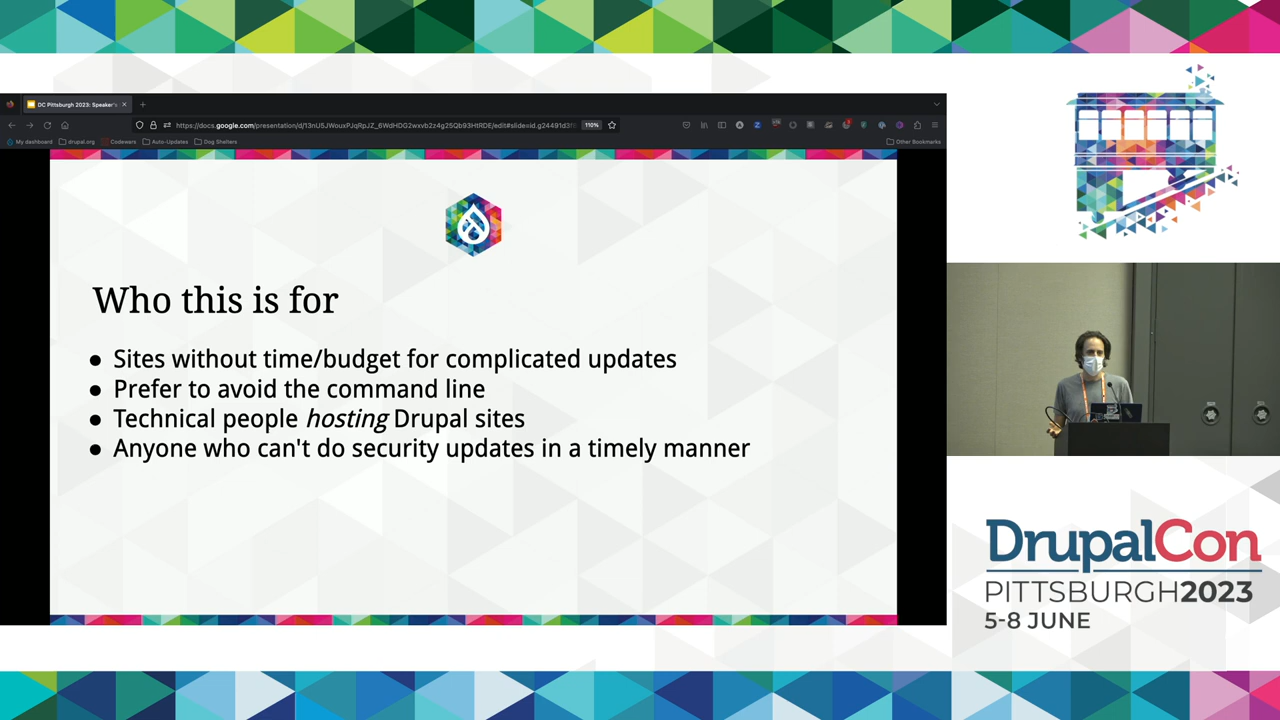 DC Pittsburgh 2023: Speaker's
110%
My dashboard
drupal.org
Codewars
Auto-Updates
Dog Shelters
Other Bookmarks
Who this is for
● Sites without time/budget for complicated updates
● Prefer to avoid the command line
● Technical people hosting Drupal sites
● Anyone who can't do security updates in a timely manner
DrupalCon
PITTSBURGH2023
5-8 JUNE